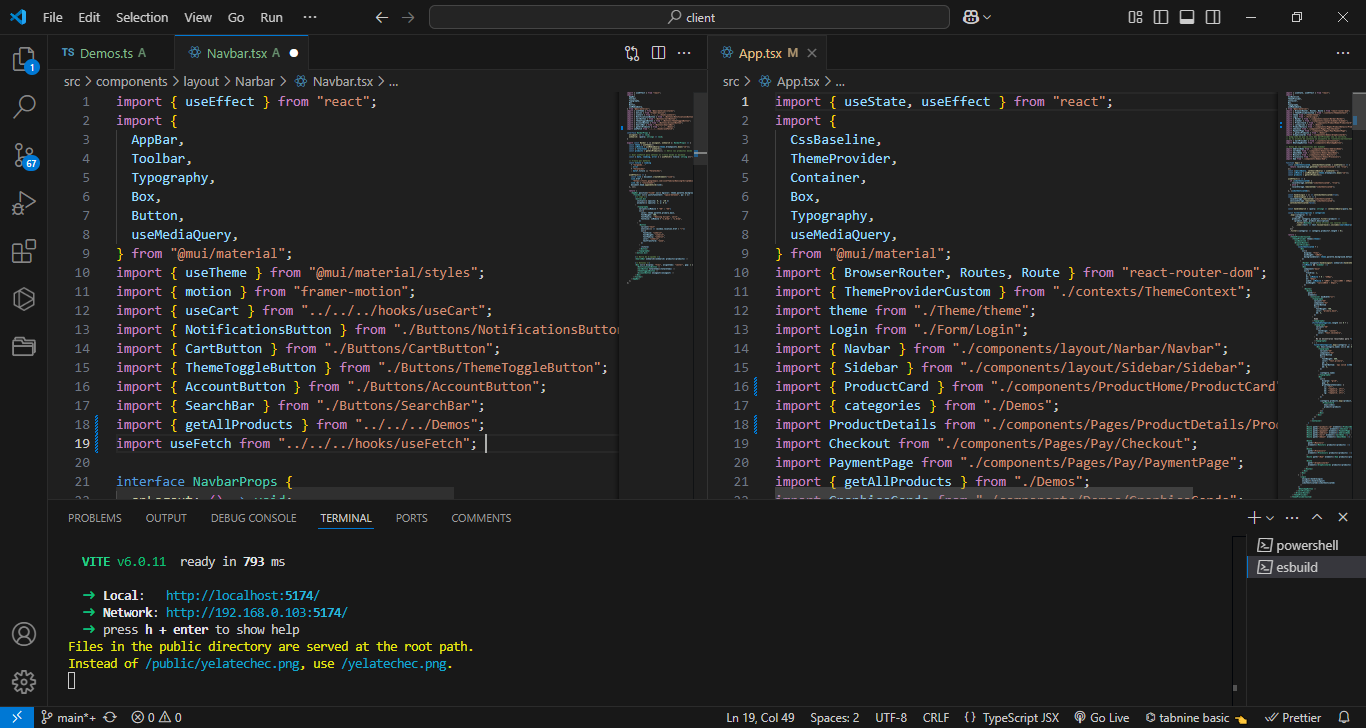 File Edit Selection View Go Run ··· client
TS Demos.ts A
Navbar.tsx A
src > components > layout > Narbar > Navbar.tsx > ...
1 import { useEffect } from "react";
2 import {
3 AppBar,
4 Toolbar,
5 Typography,
6 Box,
7 Button,
8 useMediaQuery,
9 } from "@mui/material";
10 import { useTheme } from "@mui/material/styles";
11 import { motion } from "framer-motion";
12 import { useCart } from "../../../hooks/useCart";
13 import { NotificationsButton } from "./Buttons/NotificationsButton
14 import { CartButton } from "./Buttons/CartButton";
15 import { ThemeToggleButton } from "./Buttons/ThemeToggleButton";
16 import { AccountButton } from "./Buttons/AccountButton";
17 import { SearchBar } from "./Buttons/SearchBar";
18 import { getAllProducts } from "../../../Demos";
19 import useFetch from "../../../hooks/useFetch";
20
21 interface NavbarProps {
App.tsx M
src > App.tsx > ...
1 import { useState, useEffect } from "react";
2 import {
3 CssBaseline,
4 ThemeProvider,
5 Container,
6 Box,
7 Typography,
8 useMediaQuery,
9 } from "@mui/material";
10 import { BrowserRouter, Routes, Route } from "react-router-dom";
11 import { ThemeProviderCustom } from "./contexts/ThemeContext";
12 import theme from "./Theme/theme";
13 import Login from "./Form/Login";
14 import { Navbar } from "./components/layout/Narbar/Navbar";
15 import { Sidebar } from "./components/layout/Sidebar/Sidebar";
16 import { ProductCard } from "./components/ProductHome/ProductCard"
17 import { categories } from "./Demos";
18 import ProductDetails from "./components/Pages/ProductDetails/Pro
19 import Checkout from "./components/Pages/Pay/Checkout";
20 import PaymentPage from "./components/Pages/Pay/PaymentPage";
21 import { getAllProducts } from "./Demos";
1
67
PROBLEMS OUTPUT DEBUG CONSOLE TERMINAL PORTS COMMENTS
VITE v6.0.11 ready in 793 ms
➜ Local: http://localhost:5174/
➜ Network: http://192.168.0.103:5174/
➜ press h + enter to show help
Files in the public directory are served at the root path.
Instead of /public/yelatechec.png, use /yelatechec.png.
powershell
esbuild
main*+ 0 0 Ln 19, Col 49 Spaces: 2 UTF-8 CRLF {} TypeScript JSX Go Live tabnine basic Prettier